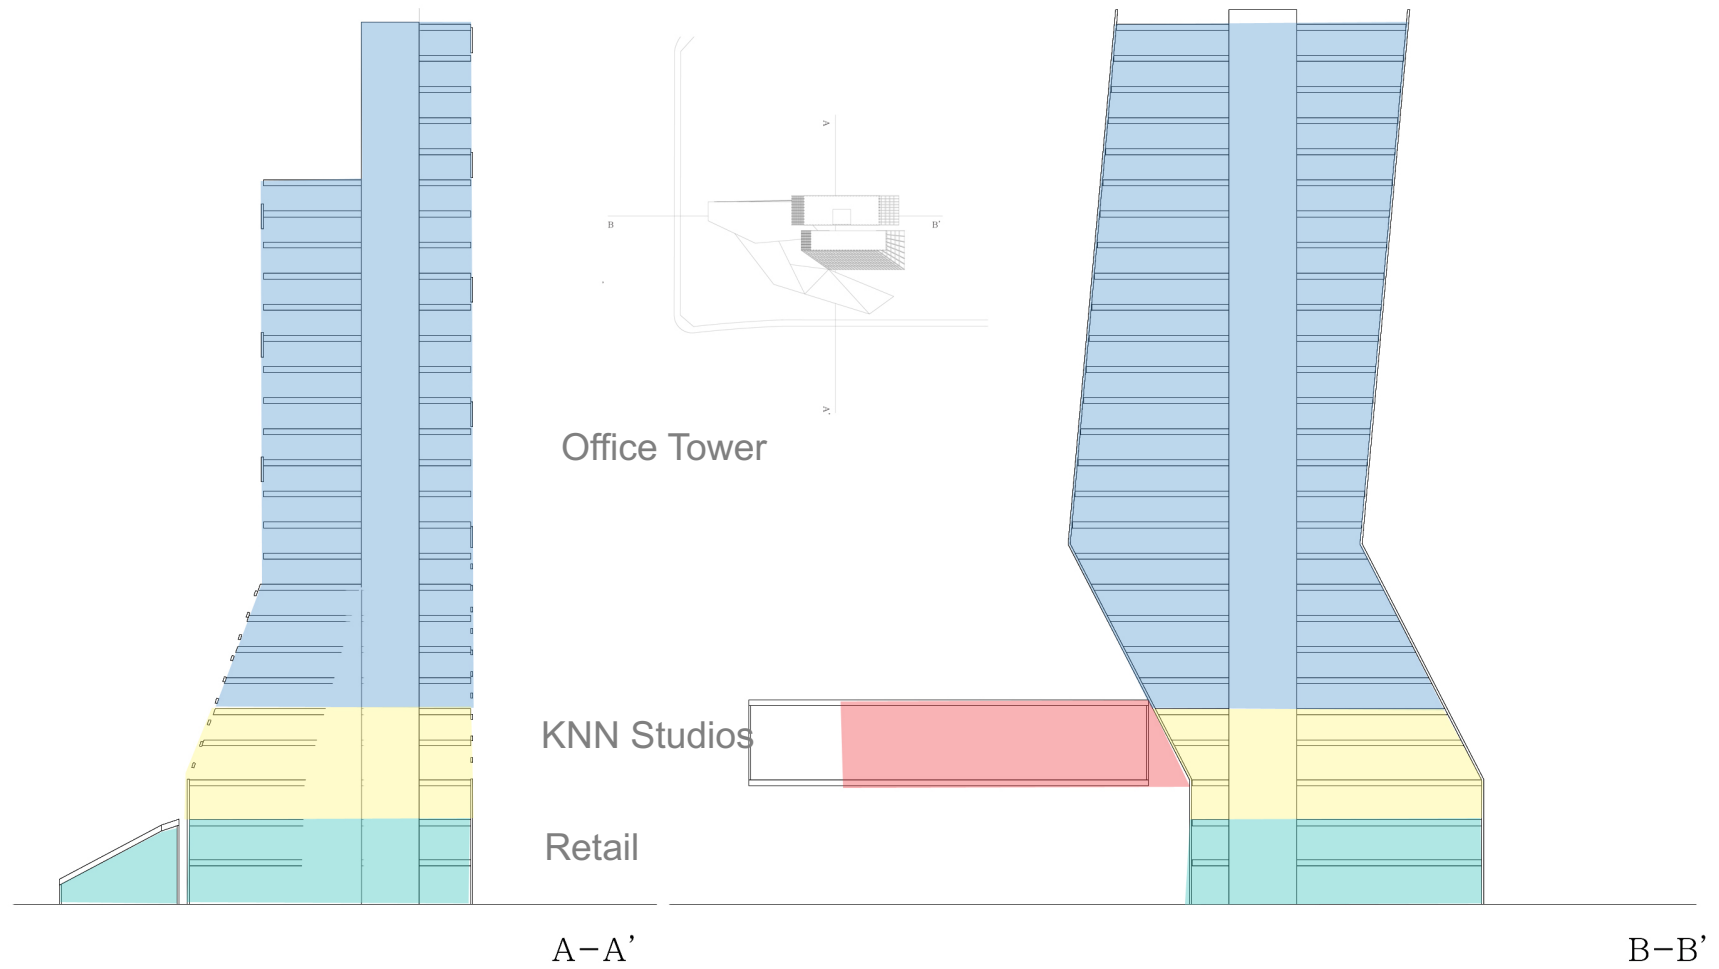 A
B
B'
A'
Office Tower
KNN Studios
Retail
A-A'
B-B'